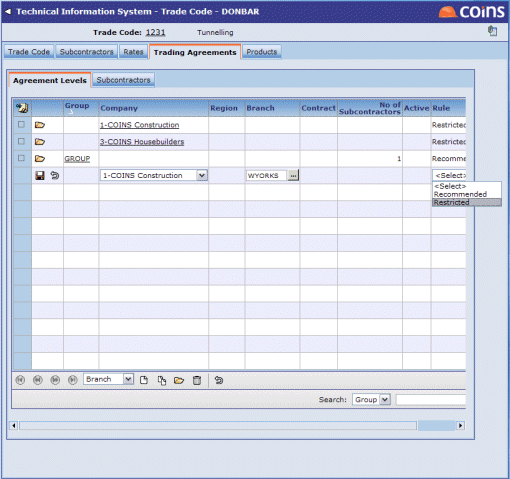 Technical Information System - Trade Code - DONBAR
coins
Trade Code: 1231 Tunnelling
Trade Code Subcontractors Rates Trading Agreements Products
Agreement Levels Subcontractors
Group Company Region Branch Contract No of Subcontractors Active Rule
1-COINS Construction Restricted
3-COINS Housebuilders Restricted
GROUP 1 Recomme
1-COINS Construction WYORKS ... <Select>
<Select>
Recommended
Restricted
Branch
Search: Group